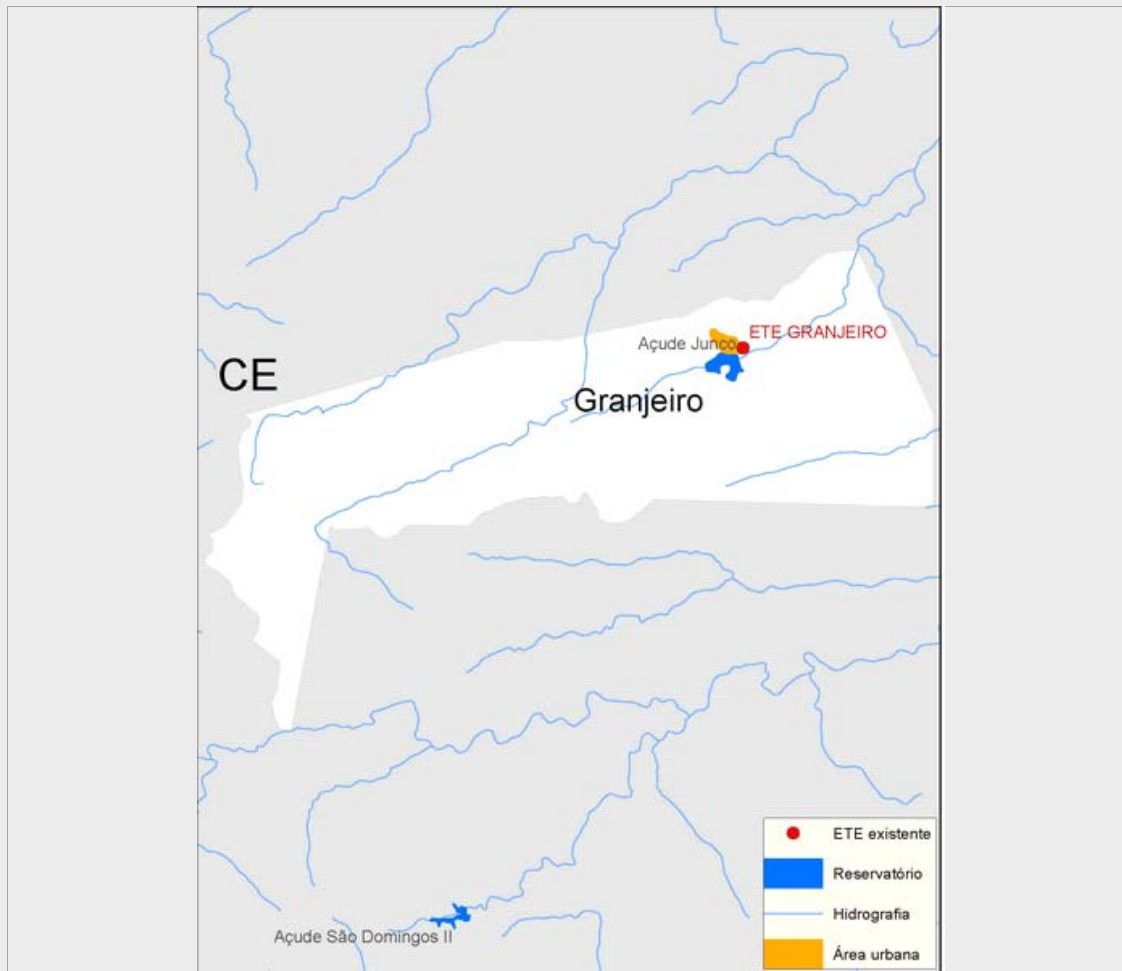 ETE GRANJEIRO
Açude Junco
CE
Granjeiro
ETE existente
Reservatório
Hidrografia
Área urbana
Açude São Domingos II